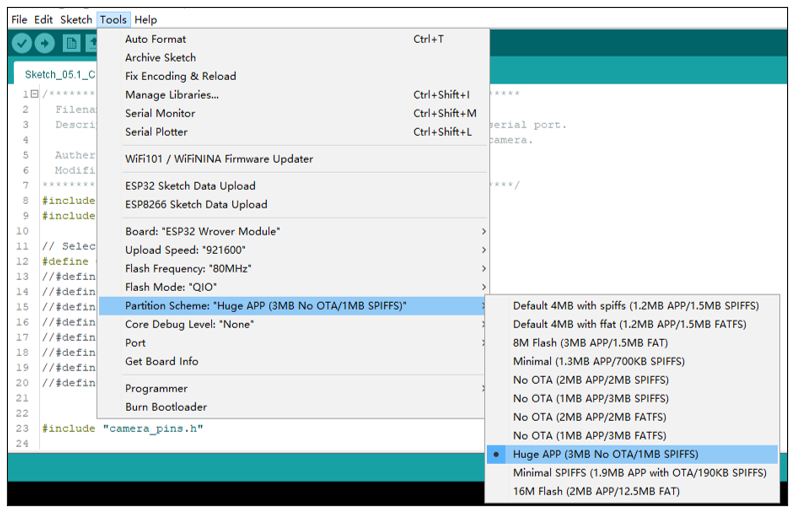 File Edit Sketch Tools Help
Auto Format Ctrl+T
Archive Sketch
Fix Encoding & Reload
Manage Libraries... Ctrl+Shift+I
Serial Monitor Ctrl+Shift+M
Serial Plotter Ctrl+Shift+L
WiFi101 / WiFiNINA Firmware Updater
ESP32 Sketch Data Upload
ESP8266 Sketch Data Upload
Board: "ESP32 Wrover Module"
Upload Speed: "921600"
Flash Frequency: "80MHz"
Flash Mode: "QIO"
Partition Scheme: "Huge APP (3MB No OTA/1MB SPIFFS)"
Core Debug Level: "None"
Port
Get Board Info
Programmer
Burn Bootloader
Default 4MB with spiffs (1.2MB APP/1.5MB SPIFFS)
Default 4MB with ffat (1.2MB APP/1.5MB FATFS)
8M Flash (3MB APP/1.5MB FAT)
Minimal (1.3MB APP/700KB SPIFFS)
No OTA (2MB APP/2MB SPIFFS)
No OTA (1MB APP/3MB SPIFFS)
No OTA (2MB APP/2MB FATFS)
No OTA (1MB APP/3MB FATFS)
Huge APP (3MB No OTA/1MB SPIFFS)
Minimal SPIFFS (1.9MB APP with OTA/190KB SPIFFS)
16M Flash (2MB APP/12.5MB FAT)
Sketch_05.1_C
1 /******* *****
2 Filena
3 Descri serial port.
4 camera.
5 Auther
6 Modifi
7 ******* ****/
8 #include
9 #include
10
11 // Selec
12 #define
13 //#defin
14 //#defin
15 //#defin
16 //#defin
17 //#defin
18 //#defin
19 //#defin
20 //#defin
21
22
23 #include "camera_pins.h"
24